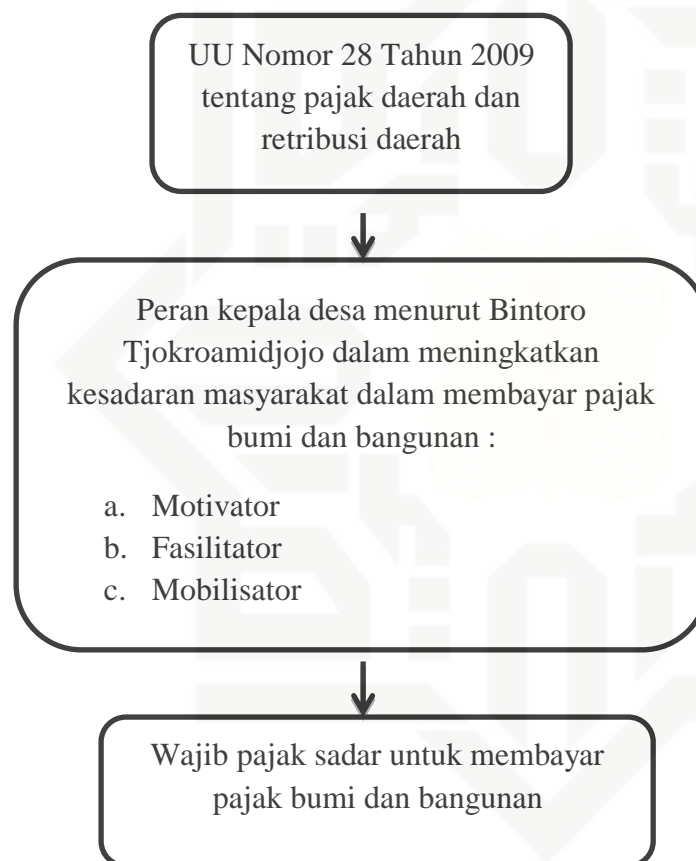 UU Nomor 28 Tahun 2009
tentang pajak daerah dan
retribusi daerah
Peran kepala desa menurut Bintoro
Tjokroamidjojo dalam meningkatkan
kesadaran masyarakat dalam membayar pajak
bumi dan bangunan :
a. Motivator
b. Fasilitator
c. Mobilisator
Wajib pajak sadar untuk membayar
pajak bumi dan bangunan